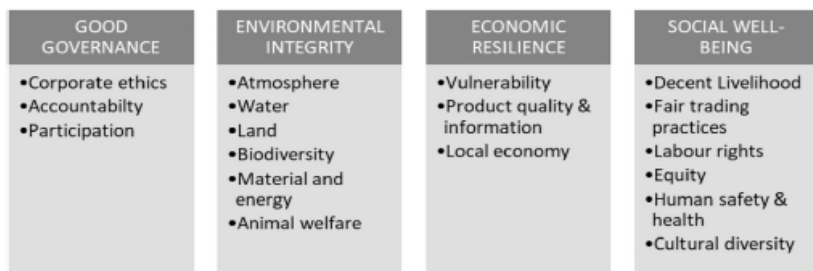 GOOD
GOVERNANCE
•Corporate ethics
•Accountabilty
•Participation
ENVIRONMENTAL
INTEGRITY
•Atmosphere
•Water
•Land
•Biodiversity
•Material and
energy
•Animal welfare
ECONOMIC
RESILIENCE
•Vulnerability
•Product quality &
information
•Local economy
SOCIAL WELL-
BEING
•Decent Livelihood
•Fair trading
practices
•Labour rights
•Equity
•Human safety &
health
•Cultural diversity